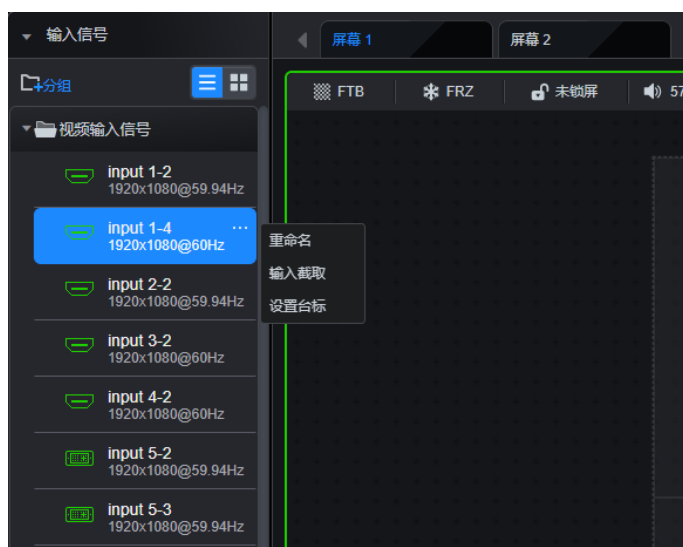 输入信号
屏幕 1
屏幕 2
分组
FTB
FRZ
未锁屏
57
视频输入信号
input 1-2
1920x1080@59.94Hz
input 1-4
1920x1080@60Hz
重命名
输入截取
设置台标
input 2-2
1920x1080@59.94Hz
input 3-2
1920x1080@60Hz
input 4-2
1920x1080@60Hz
input 5-2
1920x1080@59.94Hz
input 5-3
1920x1080@59.94Hz